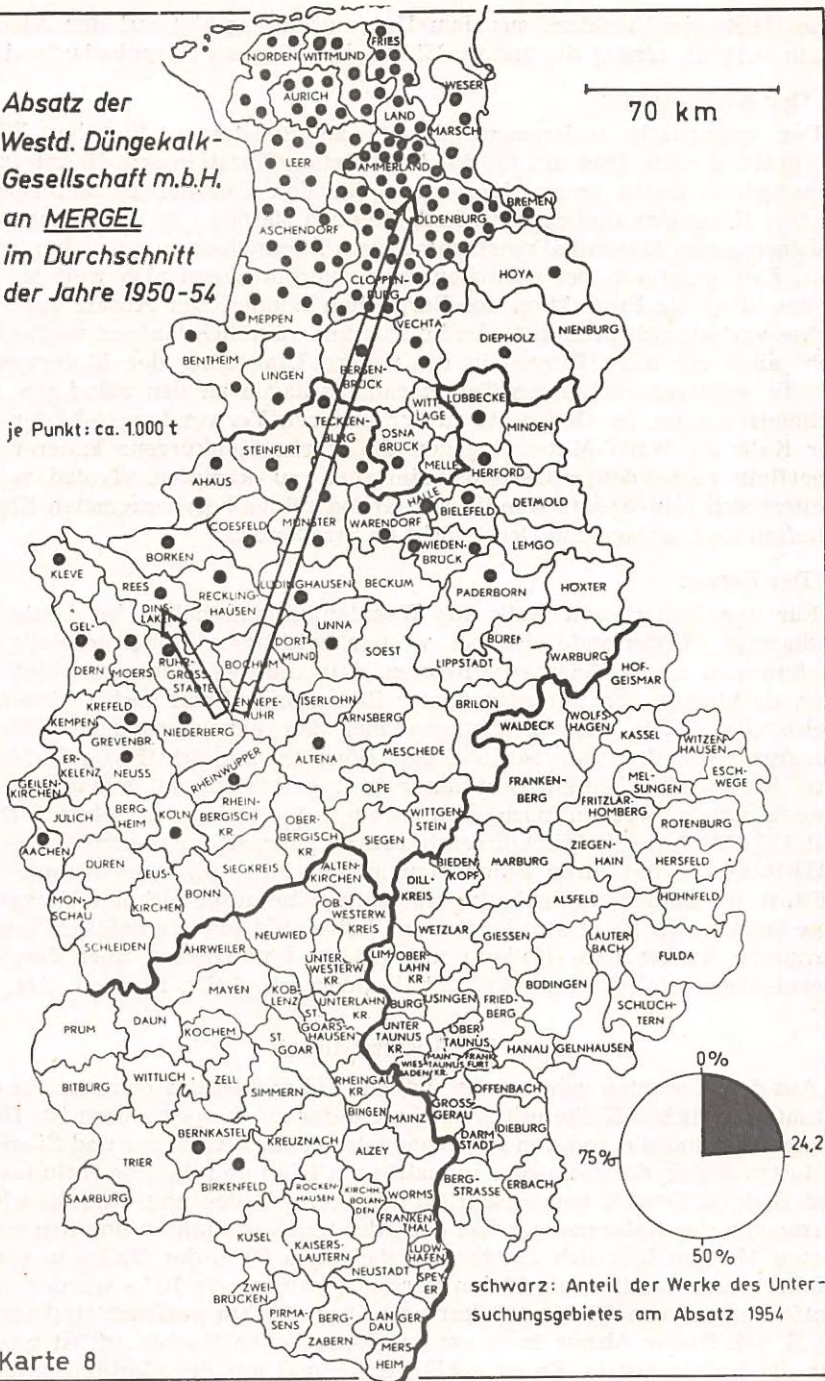 Absatz der
Westd. Düngekalk-
Gesellschaft m.b.H.
an MERGEL
im Durchschnitt
der Jahre 1950-54
je Punkt: ca. 1000 t
70 km
NORDEN
WITTMUND
FRIES
AURICH
LAND
WESER
MARSCH
LEER
AMMERLAND
OLDENBURG
BREMEN
ASCHENDORF
CLOPPEN-
BURG
HOYA
MEPPEN
VECHTA
DIEPHOLZ
NIENBURG
BENTHEIM
LINGEN
BERSEN-
BRÜCK
WITT-
LAGE
LÜBBECKE
MINDEN
TECKLEN-
BURG
OSNA
BRÜCK
MELLE
HERFORD
STEINFURT
AHAUS
HALLE
BIELEFELD
DETMOLD
COESFELD
MÜNSTER
WARENDORF
WIEDEN-
BRÜCK
LEMGO
BORKEN
KLEVE
REES
RECKLING-
HAUSEN
LÜDINGHAUSEN
BECKUM
PADERBORN
HÖXTER
DINS-
LAKEN
GEL-
DERN
MOERS
RUHR-
GROSS-
STÄDTE
BOCHUM
DORT
MUND
UNNA
SOEST
LIPPSTADT
BÜREN
WARBURG
HOF-
GEISMAR
KREFELD
KEMPEN
ENNEPE-
RUHR
ISERLOHN
ARNSBERG
BRILON
WALDECK
WOLFS-
HAGEN
KASSEL
WITZEN
HAUSEN
NIEDERBERG
GREVENBR.
NEUSS
ER-
KELENZ
ALTENA
MESCHEDE
ESCH-
WEGE
MEL-
SUNGEN
FRANKEN-
BERG
FRITZLAR-
HOMBERG
ROTENBURG
GEILEN-
KIRCHEN
RHEINWUPPER
OLPE
WITTGEN
STEIN
JÜLICH
BERG
HEIM
KÖLN
RHEIN-
BERGISCH
KR.
OBER-
BERGISCH
KR.
SIEGEN
ZIEGEN-
HAIN
HERSFELD
AACHEN
DÜREN
EUS-
KIRCHEN
BONN
SIEGKREIS
ALTEN-
KIRCHEN
BIEDEN
KOPF
MARBURG
DILL-
KREIS
ALSFELD
HÜHNFELD
MON-
SCHAU
SCHLEIDEN
OB.
WESTERW.
KREIS
WETZLAR
GIESSEN
LAUTER
BACH
FULDA
AHRWEILER
NEUWIED
UNTER
WESTERW.
KR.
LIM
BURG
OBER-
LAHN
KR.
BÜDINGEN
MAYEN
KOB
LENZ
UNTERLAHN
KR.
USINGEN
FRIED-
BERG
SCHLÜCH-
TERN
PRÜM
DAUN
KOCHEM
ST.
GOAR
ST.
GOARS-
HAUSEN
UNTER
TAUNUS
KR.
OBER
TAUNUS
HANAU
GELNHAUSEN
MAIN
TAUNUS
KR.
FRANK
FURT
WIES
BADEN
BITBURG
WITTLICH
ZELL
SIMMERN
RHEINGAU
KR
BINGEN
MAINZ
GROSS-
GERAU
OFFENBACH
DARM
STADT
DIEBURG
BERNKASTEL
KREUZNACH
ALZEY
TRIER
BIRKENFELD
BERG-
STRASSE
ERBACH
SAARBURG
ROCKEN-
HAUSEN
KIRCHH.
BOLAN
DEN
WORMS
FRANKEN
THAL
KUSEL
KAISERS-
LAUTERN
LUDW
HAFEN
NEUSTADT
SPEY-
ER
ZWEI-
BRÜCKEN
PIRMA-
SENS
BERG-
ZABERN
LAN
DAU
GER
MERS
HEIM
0%
24,2
75%
50%
schwarz: Anteil der Werke des Unter-
suchungsgebietes am Absatz 1954
Karte 8